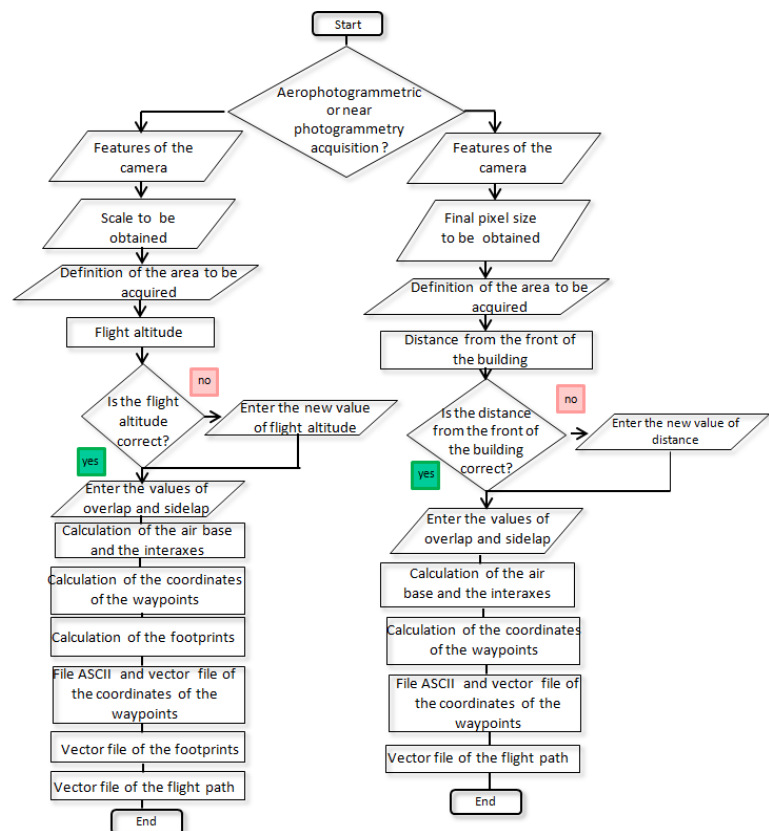 Start
Aerophotogrammetric
or near
photogrammetry
acquisition ?
Features of the
camera
Scale to be
obtained
Definition of the area to be
acquired
Flight altitude
no
Is the flight
altitude
correct?
Enter the new value
of flight altitude
yes
Enter the values of
overlap and sidelap
Calculation of the air base
and the interaxes
Calculation of the coordinates
of the waypoints
Calculation of the footprints
File ASCII and vector file of
the coordinates of the
waypoints
Vector file of the footprints
Vector file of the flight path
End
Features of the
camera
Final pixel size
to be obtained
Definition of the area to be
acquired
Distance from the front of
the building
no
Is the distance
from the front of
the building
correct?
Enter the new value of
distance
yes
Enter the values of
overlap and sidelap
Calculation of the air
base and the interaxes
Calculation of the coordinates
of the waypoints
File ASCII and vector file of
the coordinates of the
waypoints
Vector file of the flight path
End